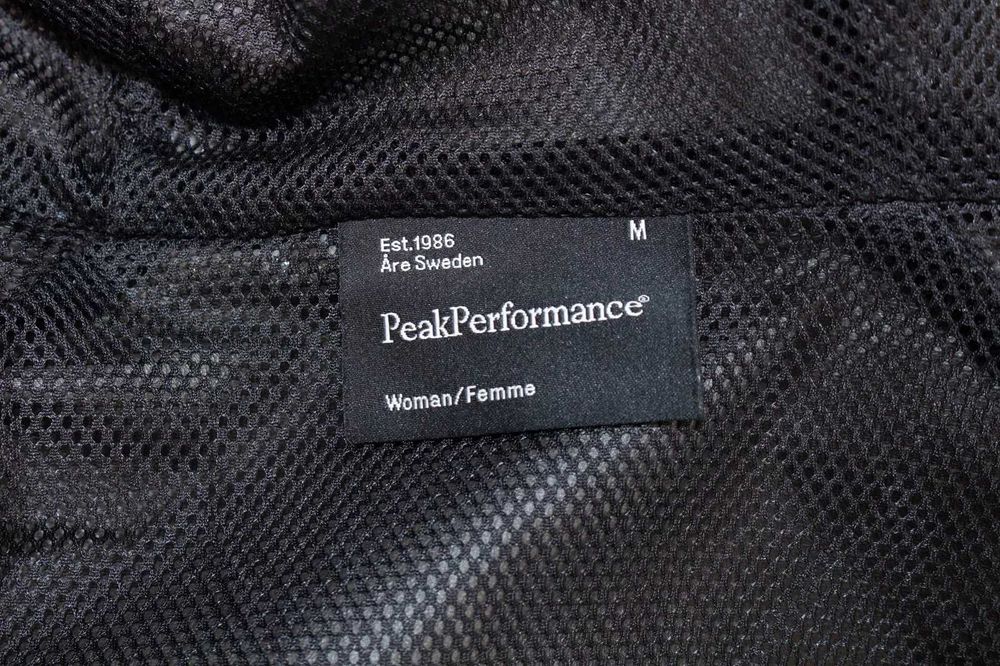 Est.1986
Åre Sweden
M
PeakPerformance®
Woman/Femme